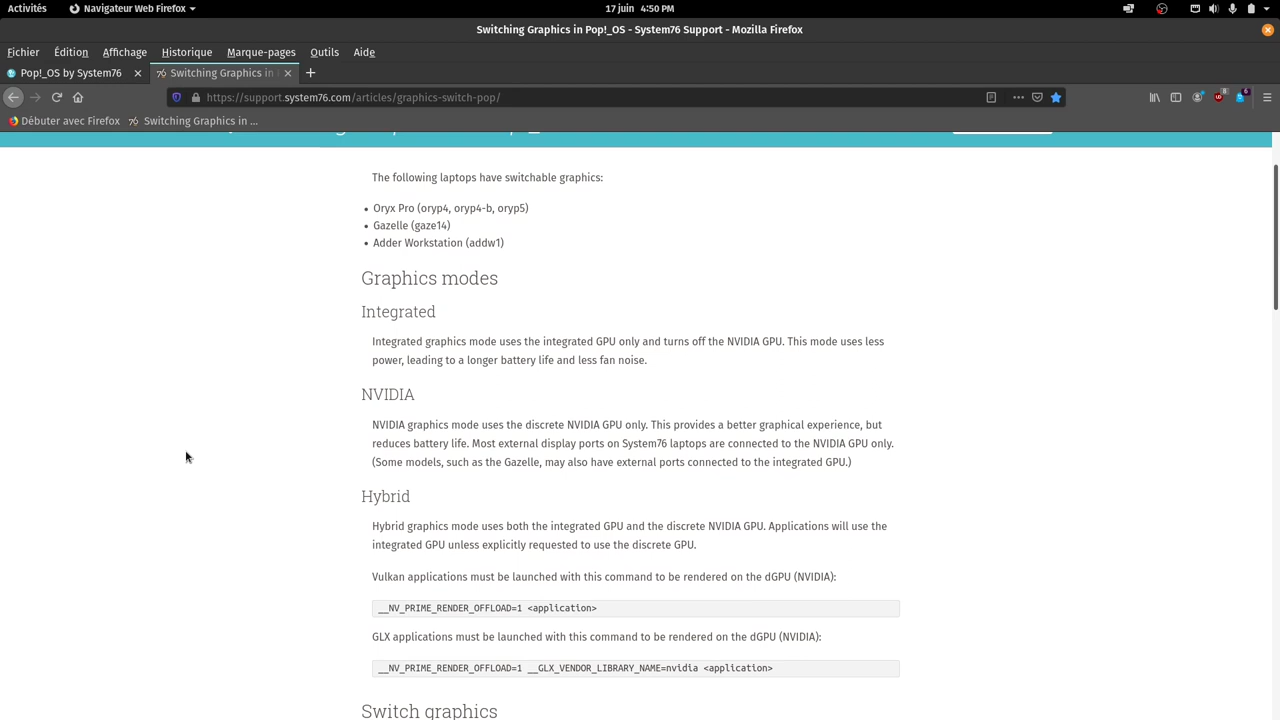 Activités
Navigateur Web Firefox
17 juin 4:50 PM
Switching Graphics in Pop!_OS - System76 Support - Mozilla Firefox
Fichier Édition Affichage Historique Marque-pages Outils Aide
Pop!_OS by System76
Switching Graphics in
https://support.system76.com/articles/graphics-switch-pop/
Débuter avec Firefox
Switching Graphics in ...
The following laptops have switchable graphics:
• Oryx Pro (oryp4, oryp4-b, oryp5)
• Gazelle (gaze14)
• Adder Workstation (addw1)
Graphics modes
Integrated
Integrated graphics mode uses the integrated GPU only and turns off the NVIDIA GPU. This mode uses less
power, leading to a longer battery life and less fan noise.
NVIDIA
NVIDIA graphics mode uses the discrete NVIDIA GPU only. This provides a better graphical experience, but
reduces battery life. Most external display ports on System76 laptops are connected to the NVIDIA GPU only.
(Some models, such as the Gazelle, may also have external ports connected to the integrated GPU.)
Hybrid
Hybrid graphics mode uses both the integrated GPU and the discrete NVIDIA GPU. Applications will use the
integrated GPU unless explicitly requested to use the discrete GPU.
Vulkan applications must be launched with this command to be rendered on the dGPU (NVIDIA):
__NV_PRIME_RENDER_OFFLOAD=1 <application>
GLX applications must be launched with this command to be rendered on the dGPU (NVIDIA):
__NV_PRIME_RENDER_OFFLOAD=1 __GLX_VENDOR_LIBRARY_NAME=nvidia <application>
Switch graphics